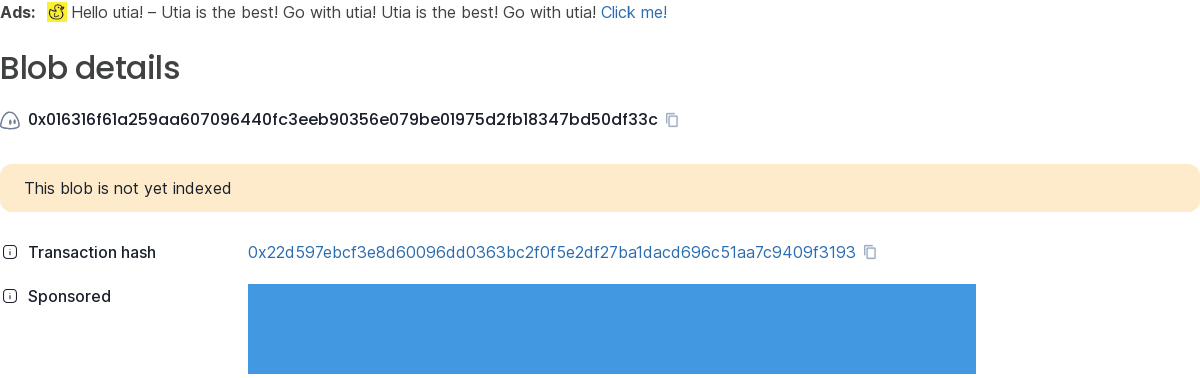 Ads: Hello utia! – Utia is the best! Go with utia! Utia is the best! Go with utia! Click me!
Blob details
0x016316f61a259aa607096440fc3eeb90356e079be01975d2fb18347bd50df33c
This blob is not yet indexed
Transaction hash 0x22d597ebcf3e8d60096dd0363bc2f0f5e2df27ba1dacd696c51aa7c9409f3193
Sponsored